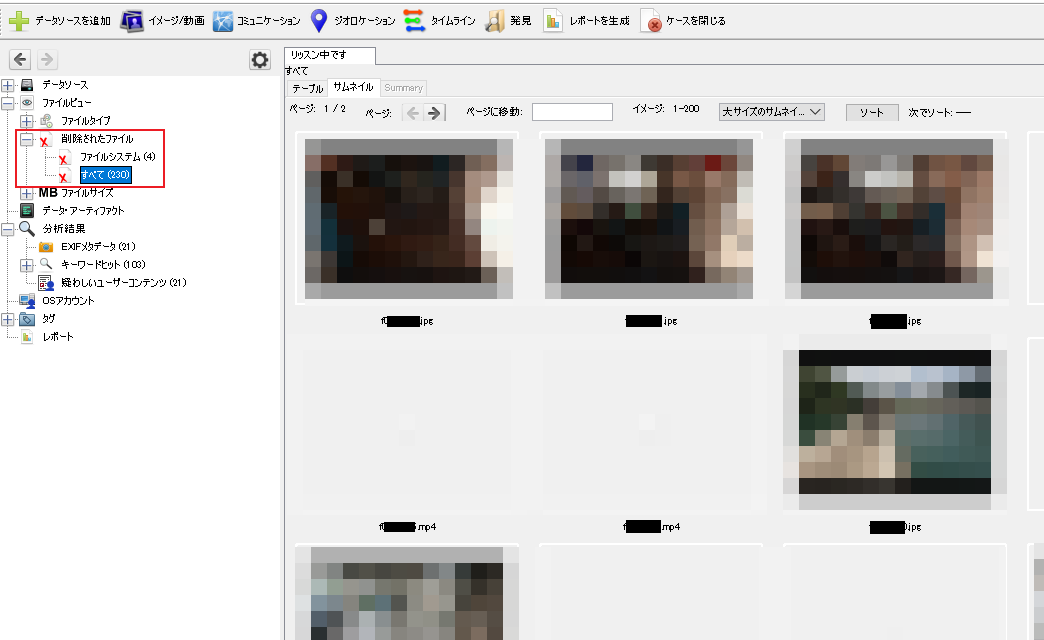 データソースを追加 イメージ/動画 コミュニケーション ジオロケーション タイムライン 発見 レポートを生成 ケースを閉じる
データソース
ファイルビュー
ファイルタイプ
削除されたファイル
ファイルシステム (4)
すべて (230)
MB ファイルサイズ
データ・アーティファクト
分析結果
EXIFメタデータ (21)
キーワードヒット (103)
疑わしいユーザーコンテンツ (21)
OSアカウント
タグ
レポート
リッスン中です
すべて
テーブル サムネイル Summary
ページ: 1 / 2 ページ: ページに移動: イメージ: 1-200 大サイズのサムネイ... ソート 次でソート: ---
f0 .jpg
f .jpg
f .jpg
f0 .mp4
f .mp4
f 0.jpg